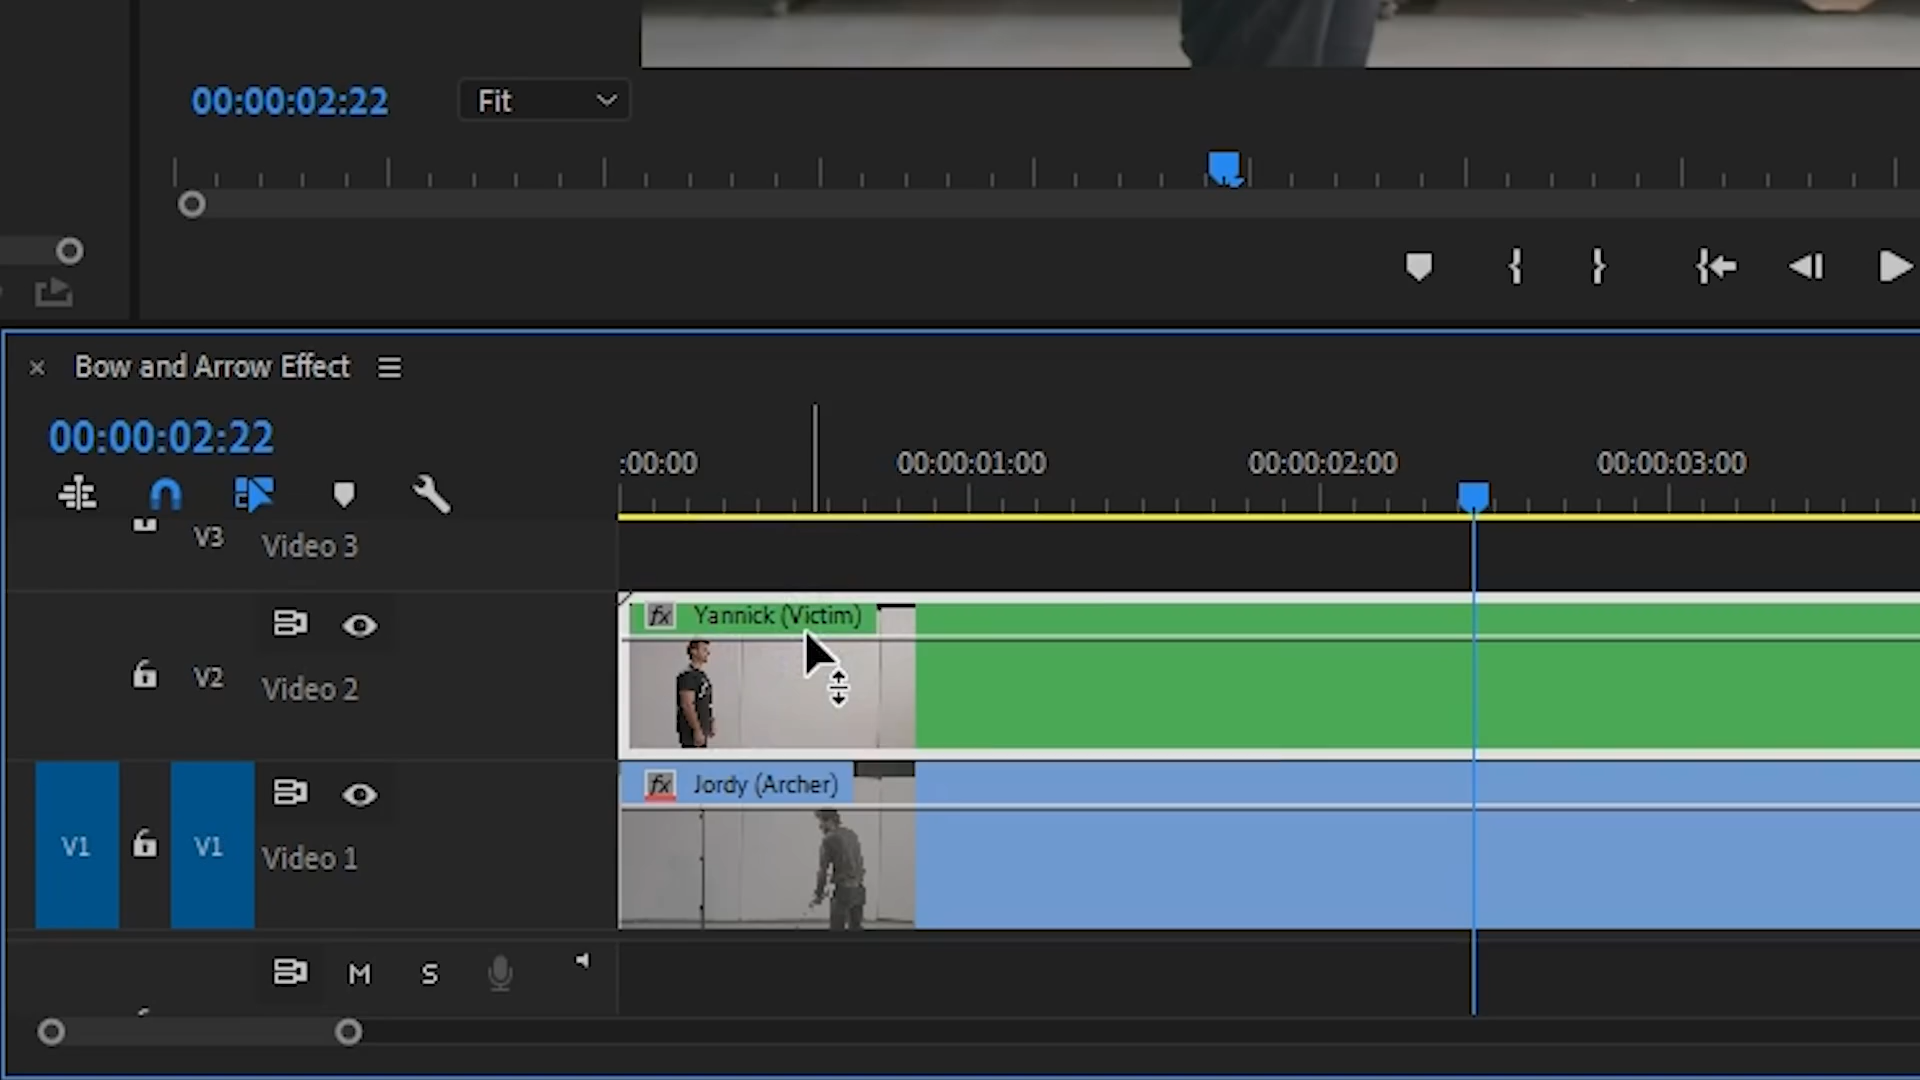 00:00:02:22
Fit
Bow and Arrow Effect
00:00:02:22
:00:00
00:00:01:00
00:00:02:00
00:00:03:00
V3
Video 3
fx
Yannick (Victim)
V2
Video 2
fx
Jordy (Archer)
V1
V1
Video 1
M
S